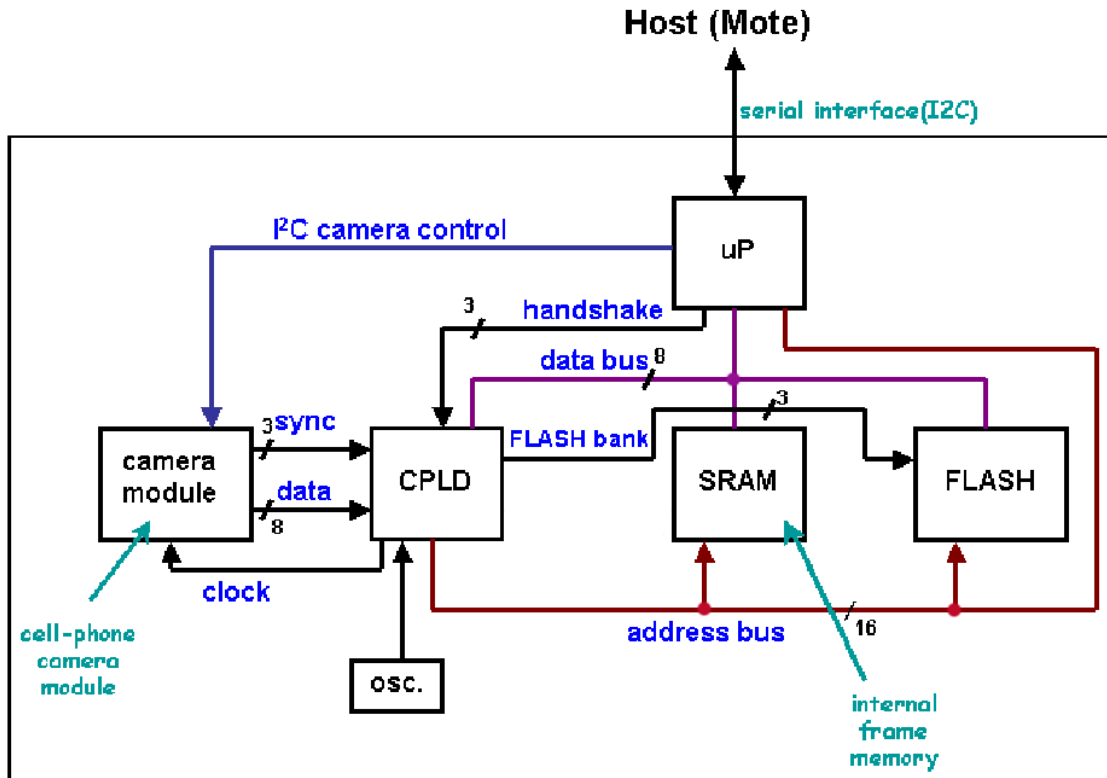 Host (Mote)
serial interface(I2C)
I²C camera control
uP
3
handshake
data bus
8
3
sync
FLASH bank
3
camera
module
data
8
CPLD
SRAM
FLASH
clock
address bus
16
cell-phone
camera
module
osc.
internal
frame
memory